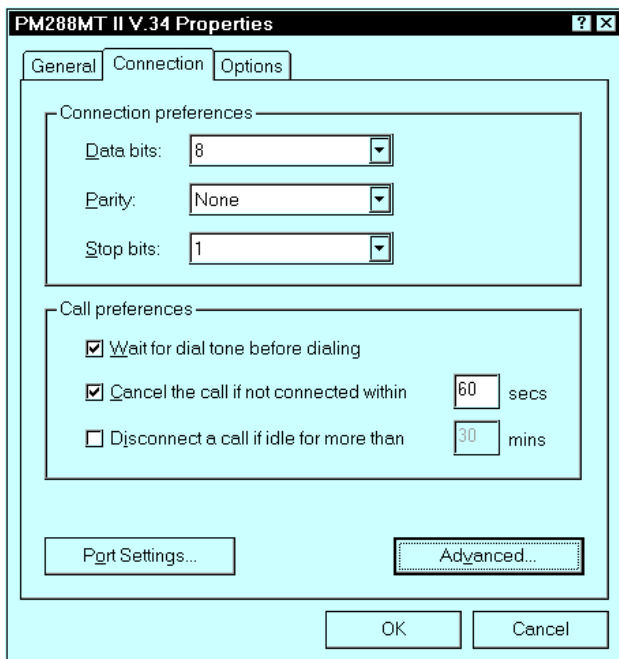 PM288MT II V.34 Properties
General Connection Options
Connection preferences
Data bits: 8
Parity: None
Stop bits: 1
Call preferences
Wait for dial tone before dialing
Cancel the call if not connected within 60 secs
Disconnect a call if idle for more than 30 mins
Port Settings... Advanced...
OK Cancel